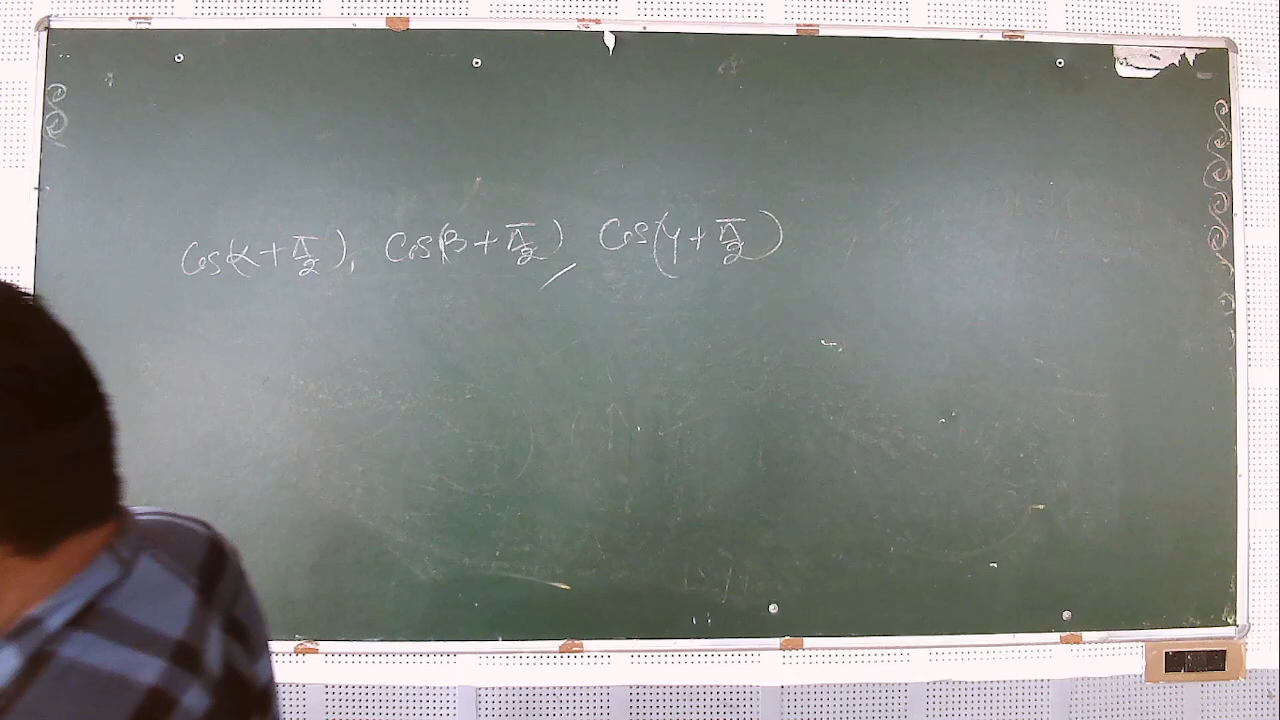 Cos(α + π/2), Cos(β + π/2), Cos(γ + π/2)